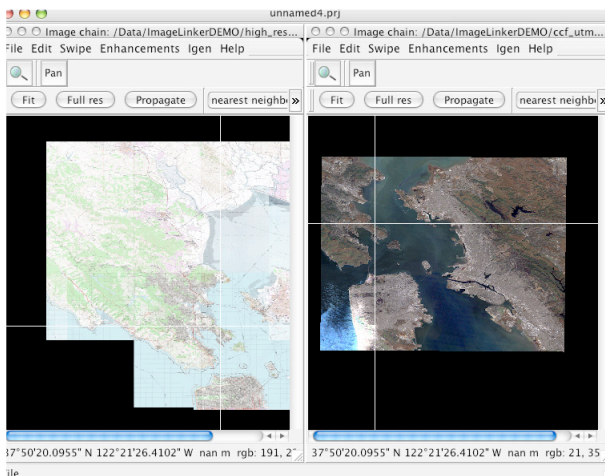 unnamed4.prj
Image chain: /Data/ImageLinkerDEMO/high_res...
Image chain: /Data/ImageLinkerDEMO/ccf_utm...
File Edit Swipe Enhancements Igen Help
File Edit Swipe Enhancements Igen Help
Pan
Pan
Fit Full res Propagate nearest neighb »
Fit Full res Propagate nearest neighb »
37°50'20.0955" N 122°21'26.4102" W nan m rgb: 191, 2
37°50'20.0955" N 122°21'26.4102" W nan m rgb: 21, 35
ile